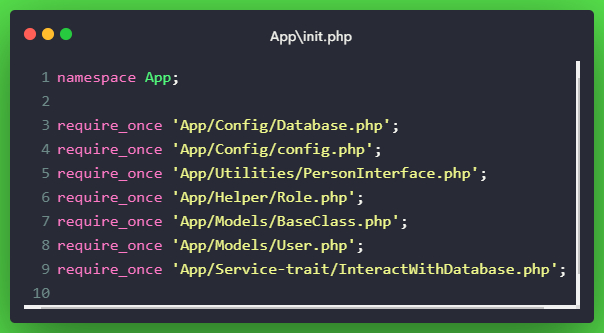 App\init.php
1 namespace App;
2
3 require_once 'App/Config/Database.php';
4 require_once 'App/Config/config.php';
5 require_once 'App/Utilities/PersonInterface.php';
6 require_once 'App/Helper/Role.php';
7 require_once 'App/Models/BaseClass.php';
8 require_once 'App/Models/User.php';
9 require_once 'App/Service-trait/InteractWithDatabase.php';
10